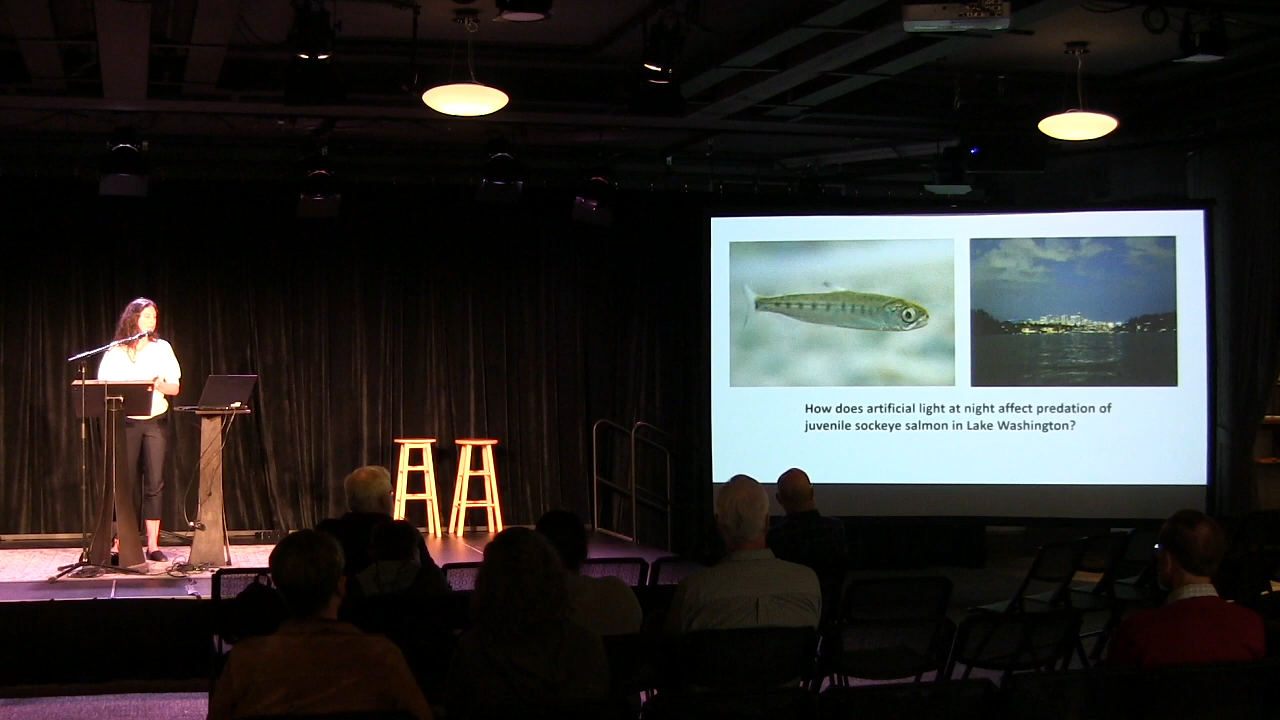 How does artificial light at night affect predation of
juvenile sockeye salmon in Lake Washington?